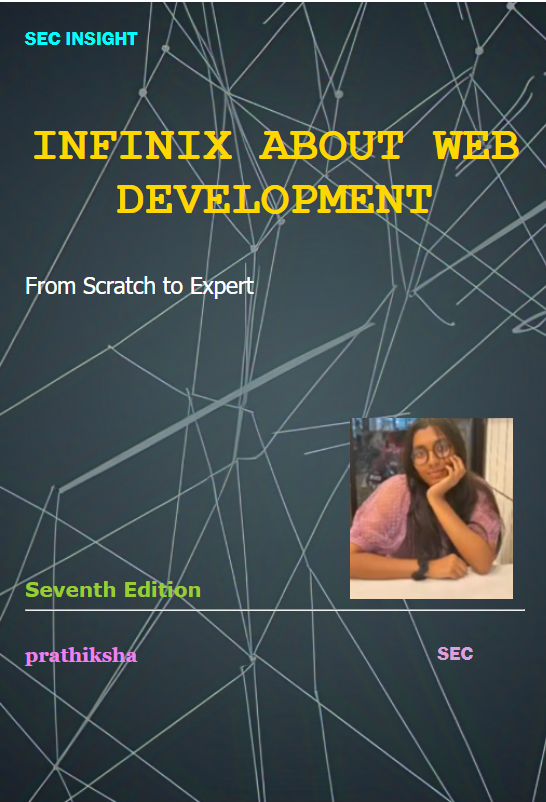 SEC INSIGHT
INFINIX ABOUT WEB
DEVELOPMENT
From Scratch to Expert
Seventh Edition
prathiksha
SEC